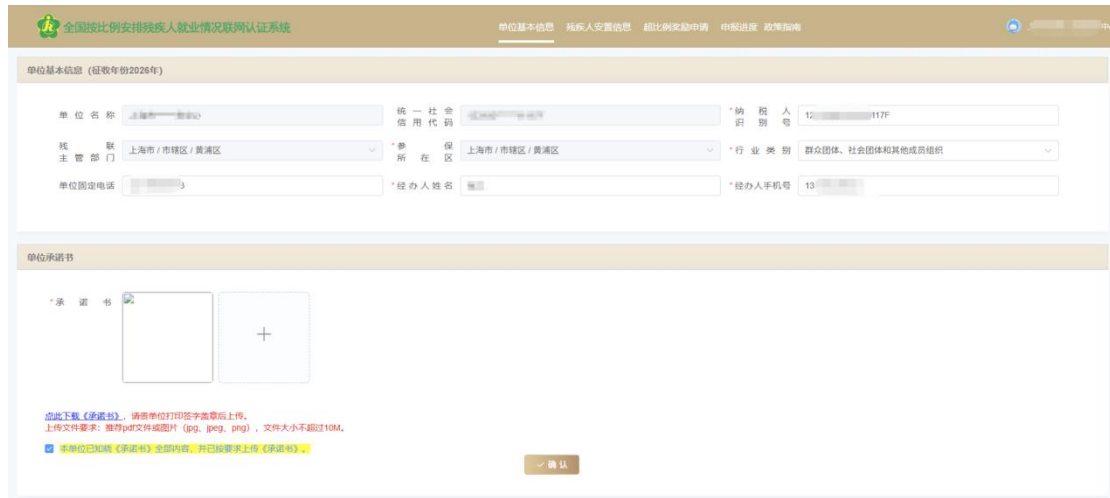 全国按比例安排残疾人就业情况联网认证系统
单位基本信息 残疾人安置信息 超比例奖励申请 申报进度 政策指南
单位基本信息（征收年份2026年）
单位名称
统一社会信用代码
*纳税人识别号 12 117F
残联主管部门 上海市 / 市辖区 / 黄浦区
*参保所在区 上海市 / 市辖区 / 黄浦区
*行业类别 群众团体、社会团体和其他成员组织
单位固定电话
*经办人姓名
*经办人手机号 13
单位承诺书
*承诺书
点此下载《承诺书》，请贵单位打印签字盖章后上传。
上传文件要求：推荐pdf文件或图片（jpg、jpeg、png），文件大小不超过10M。
本单位已知晓《承诺书》全部内容，并已按要求上传《承诺书》。
确认